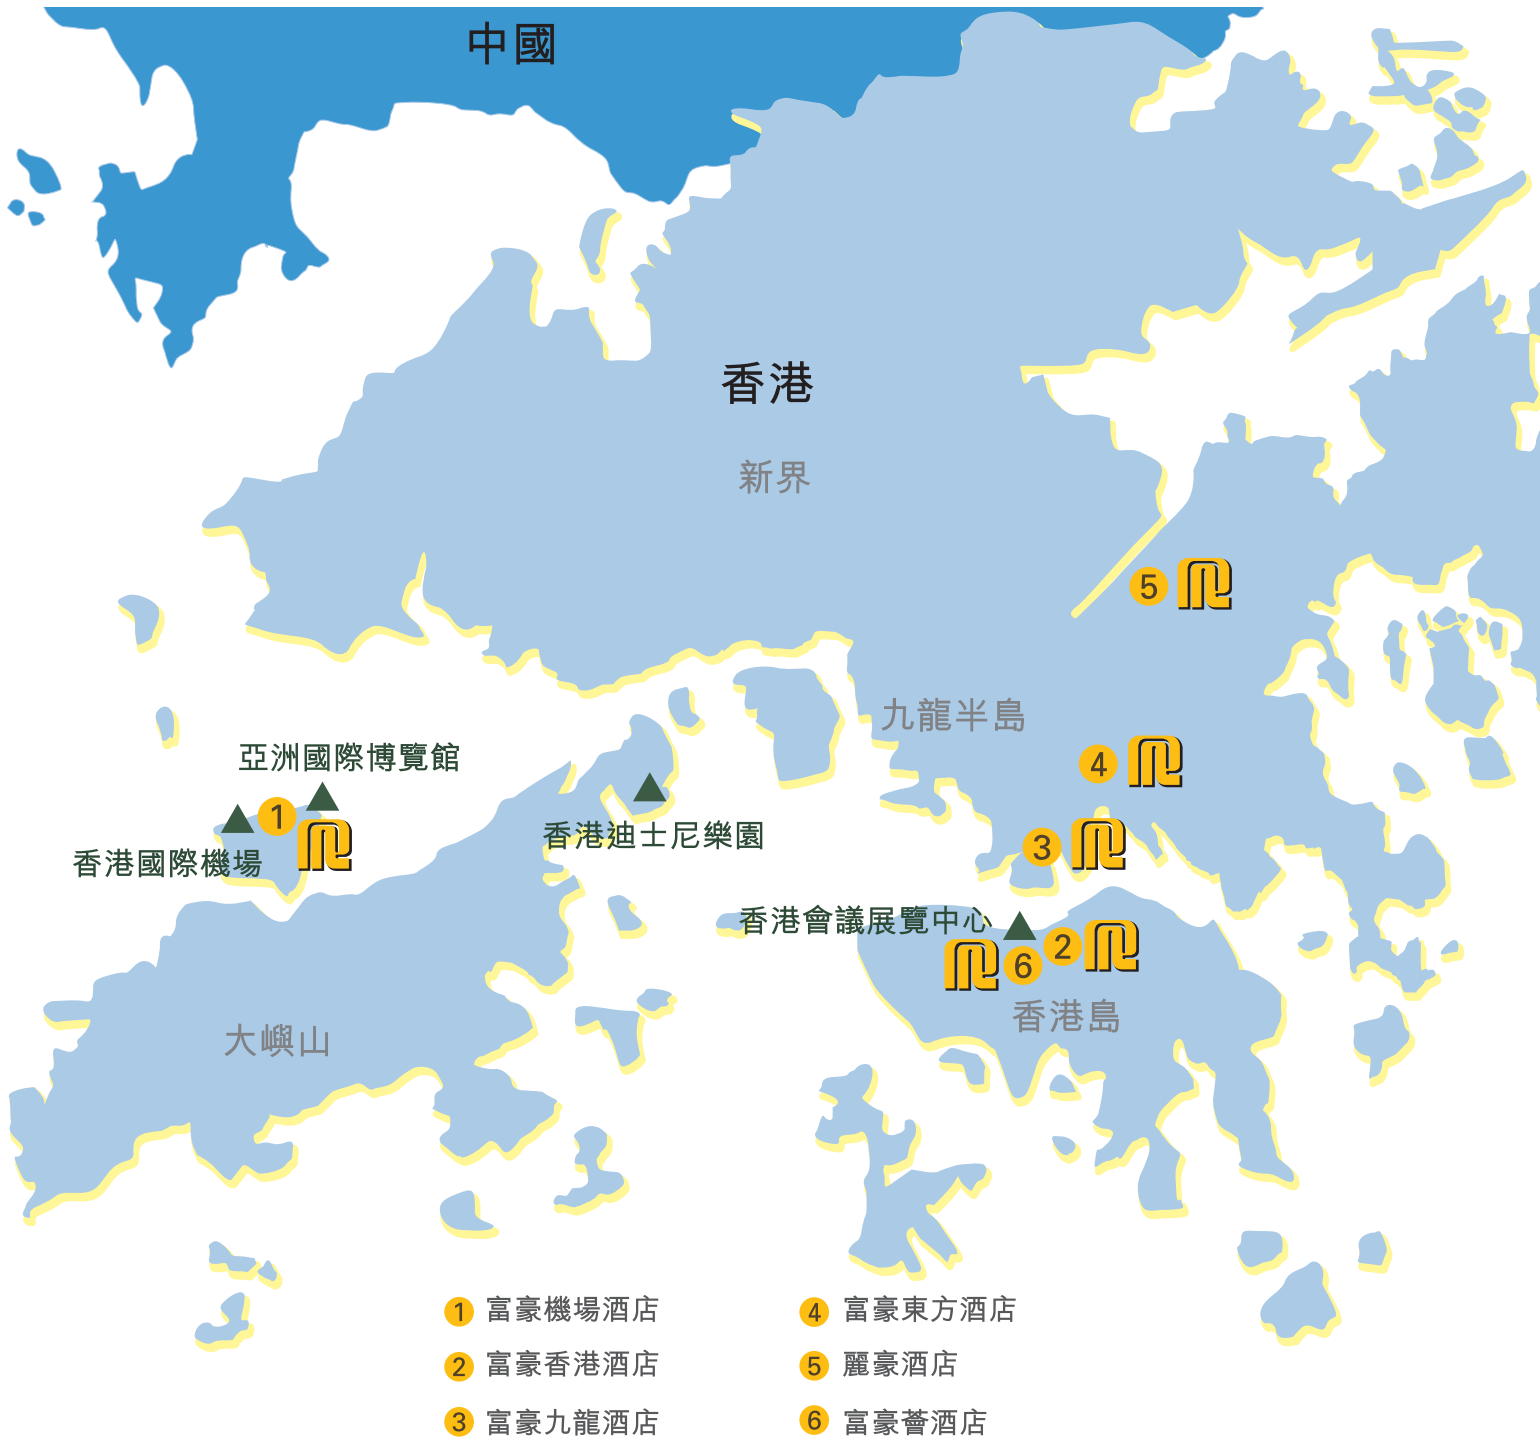 中國
香港
新界
5
九龍半島
亞洲國際博覽館
4
1
香港迪士尼樂園
3
香港國際機場
香港會議展覽中心
2
6
香港島
大嶼山
1 富豪機場酒店
4 富豪東方酒店
2 富豪香港酒店
5 麗豪酒店
3 富豪九龍酒店
6 富豪薈酒店